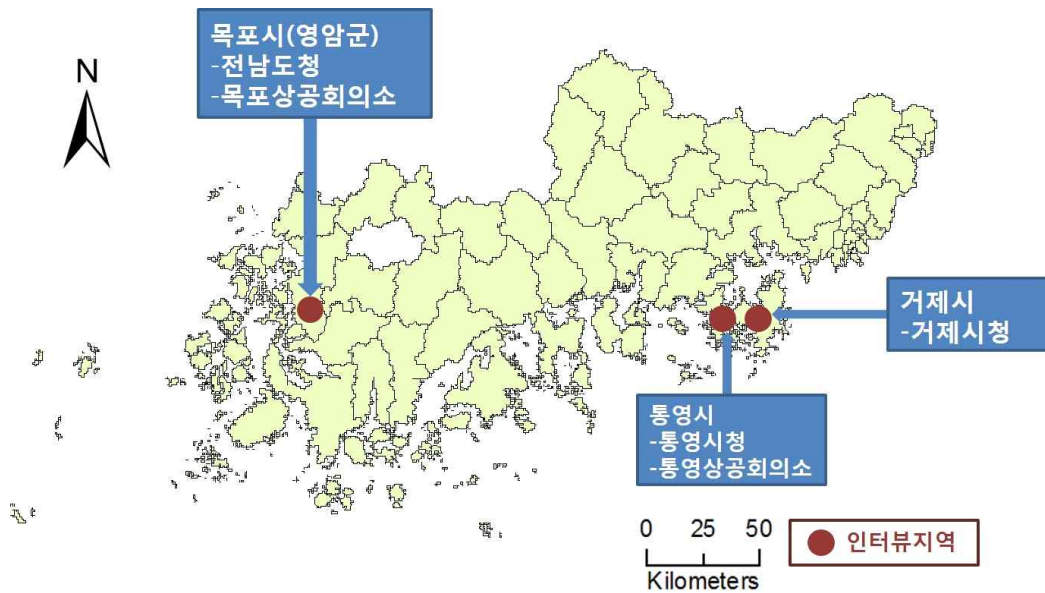 목포시(영암군)
-전남도청
-목포상공회의소
N
거제시
-거제시청
통영시
-통영시청
-통영상공회의소
0 25 50
Kilometers
인터뷰지역